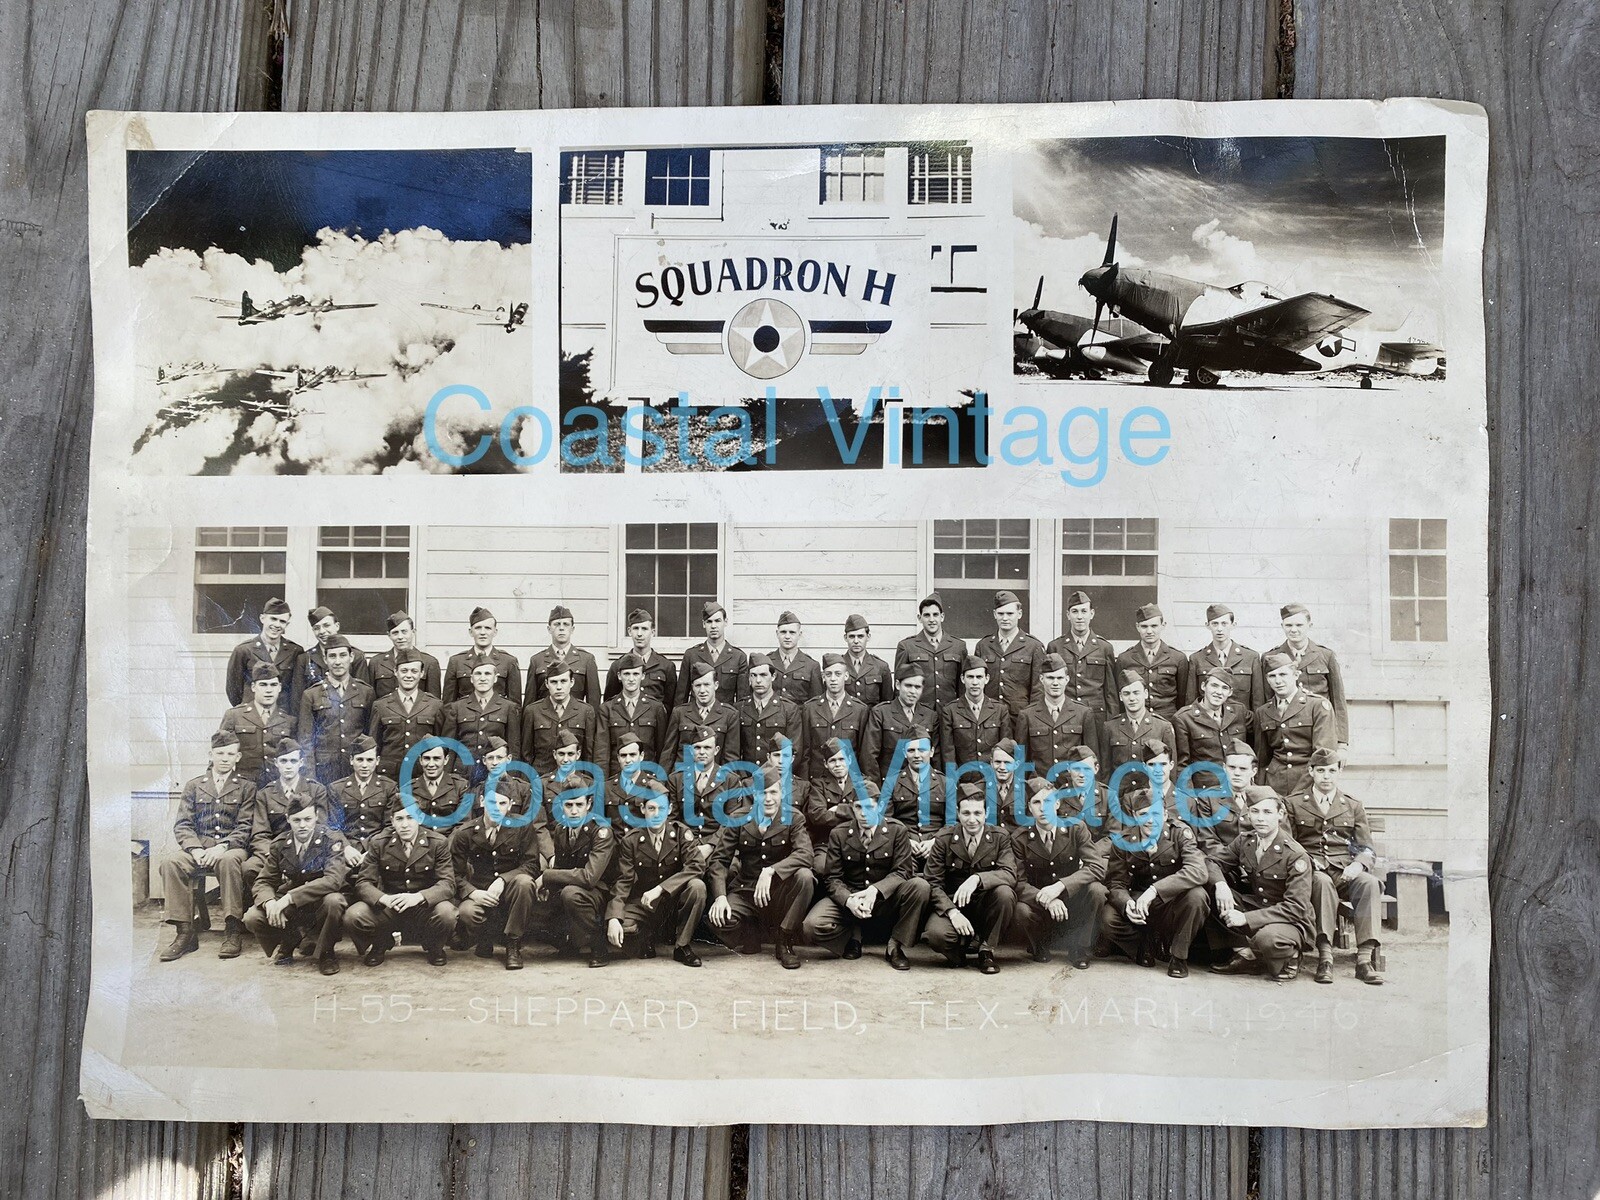 SQUADRON H
Coastal Vintage
Coastal Vintage
H-55--SHEPPARD FIELD, TEX.--MAR.14,1946